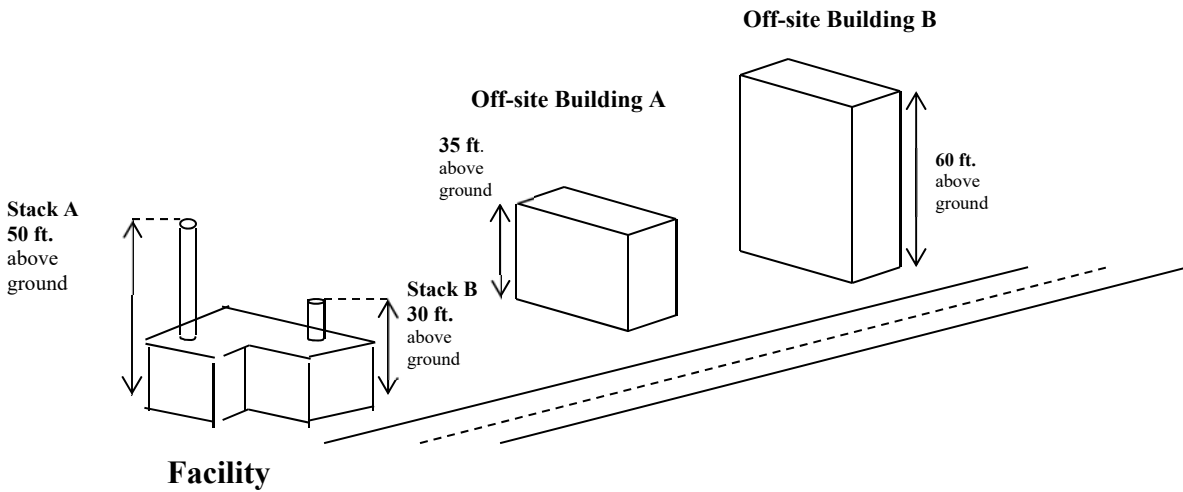 Off-site Building B
Off-site Building A
35 ft.
above
ground
60 ft.
above
ground
Stack A
50 ft.
above
ground
Stack B
30 ft.
above
ground
Facility